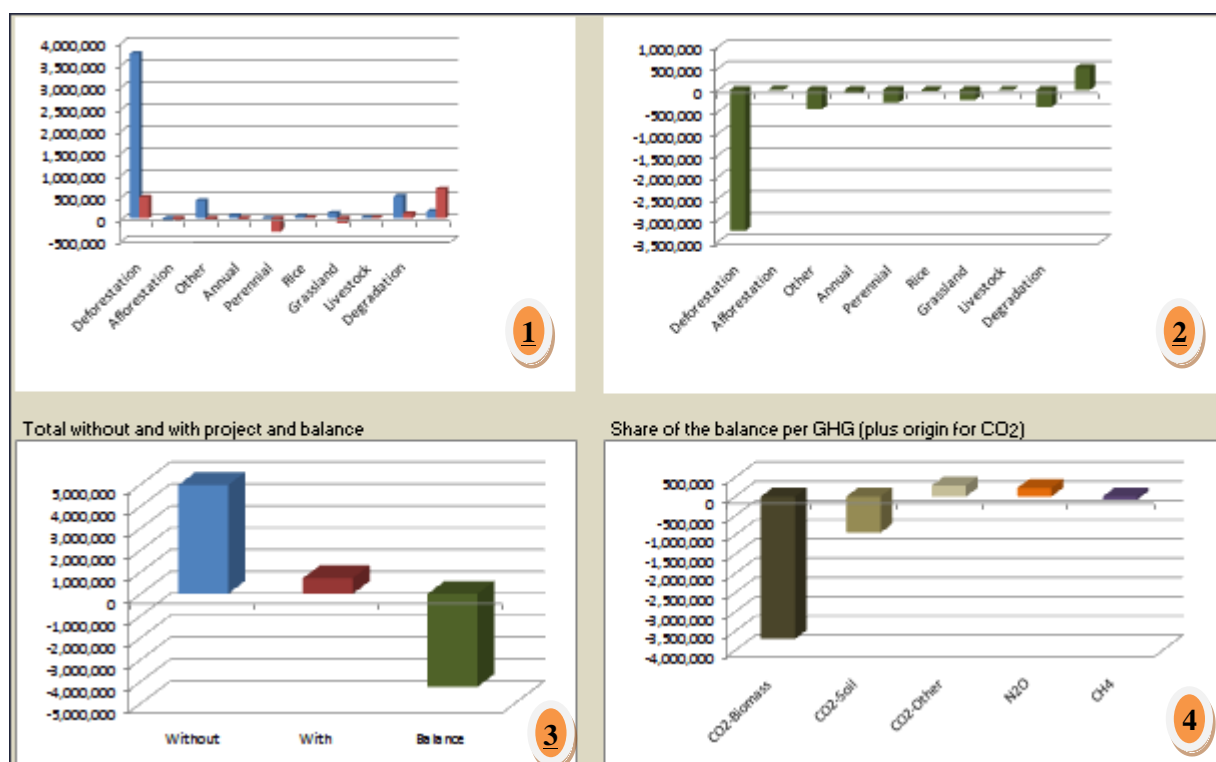 4,000,000
3,500,000
3,000,000
2,500,000
2,000,000
1,500,000
1,000,000
500,000
0
-500,000
Deforestation
Afforestation
Other
Annual
Perennial
Rice
Grassland
Livestock
Degradation
1
1,000,000
500,000
0
-500,000
-1,000,000
-1,500,000
-2,000,000
-2,500,000
-3,000,000
-3,500,000
Deforestation
Afforestation
Other
Annual
Perennial
Rice
Grassland
Livestock
Degradation
2
Total without and with project and balance
5,000,000
4,000,000
3,000,000
2,000,000
1,000,000
0
-1,000,000
-2,000,000
-3,000,000
-4,000,000
-5,000,000
Without
With
Balance
3
Share of the balance per GHG (plus origin for CO2)
500,000
0
-500,000
-1,000,000
-1,500,000
-2,000,000
-2,500,000
-3,000,000
-3,500,000
-4,000,000
CO2-Biomass
CO2-Soil
CO2-Other
N2O
CH4
4